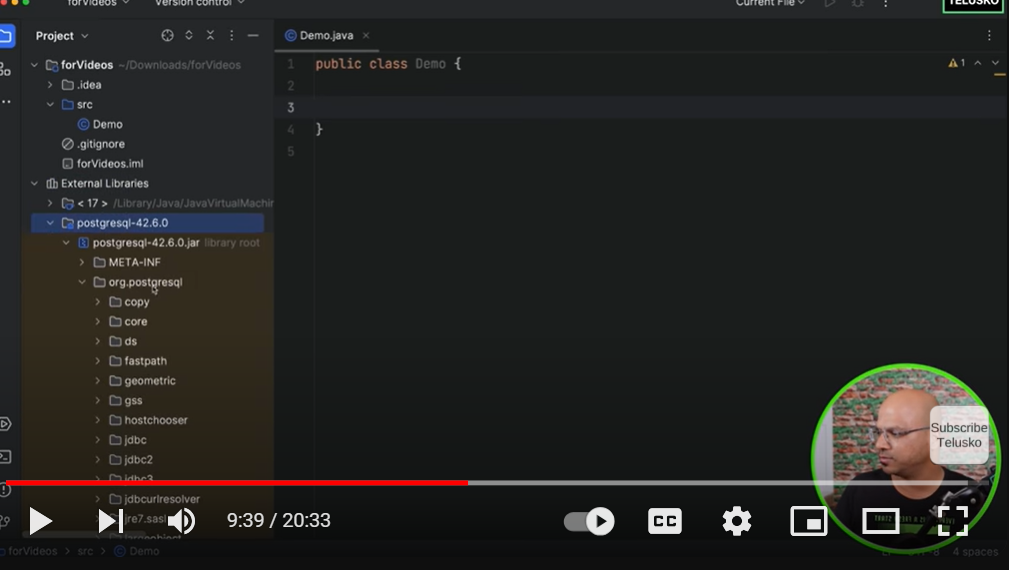 forVideos Version control Current File TELUSKO
Project
Demo.java
forVideos ~/Downloads/forVideos
.idea
src
Demo
.gitignore
forVideos.iml
External Libraries
< 17 > /Library/Java/JavaVirtualMachin
postgresql-42.6.0
postgresql-42.6.0.jar library root
META-INF
org.postgresql
copy
core
ds
fastpath
geometric
gss
hostchooser
jdbc
jdbc2
jdbc3
jdbcurlresolver
jre7.sasl
largeobject
1 public class Demo {
2
3
4 }
5
1
Subscribe
Telusko
9:39 / 20:33
CC
forVideos > src > Demo
4 spaces